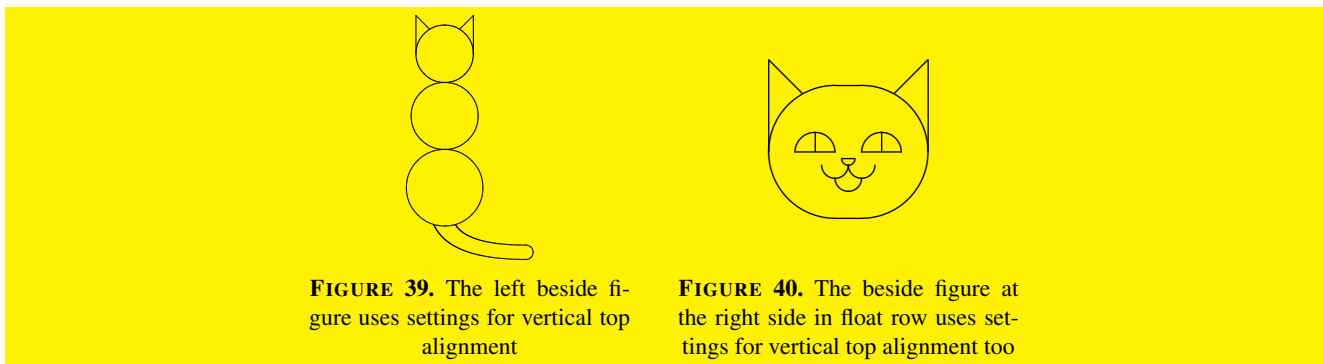 FIGURE 39. The left beside fi-
gure uses settings for vertical top
alignment
FIGURE 40. The beside figure at
the right side in float row uses set-
tings for vertical top alignment too